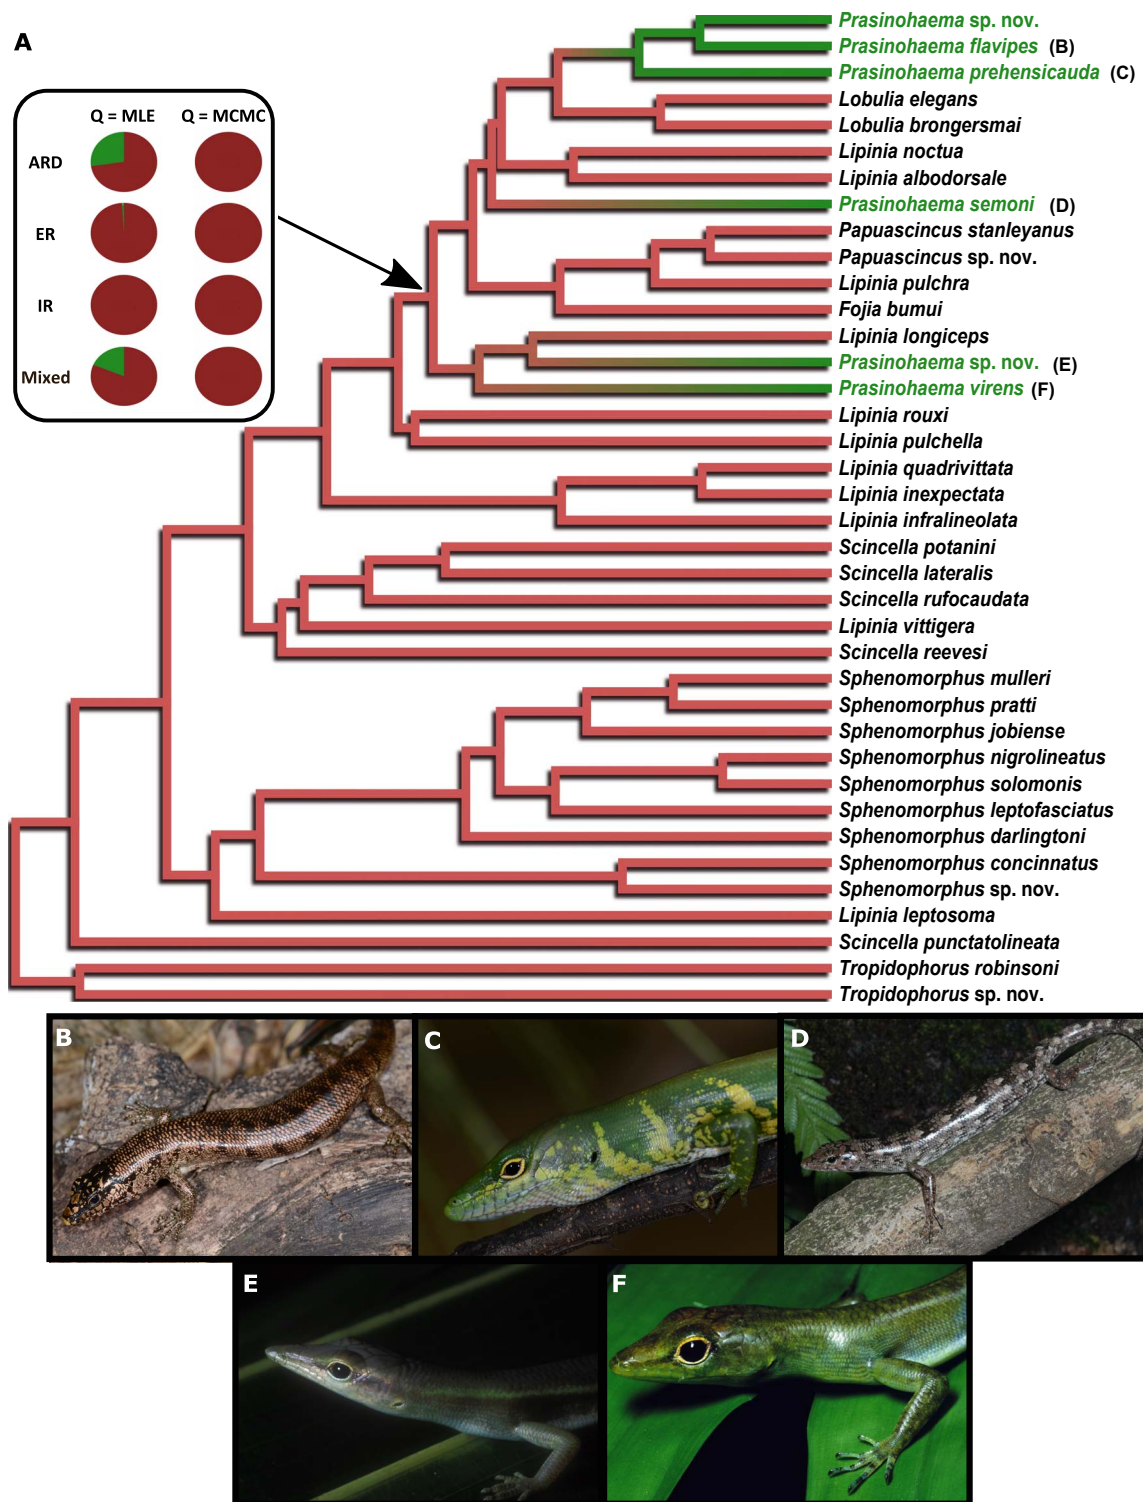 A
Q = MLE Q = MCMC
ARD
ER
IR
Mixed
Prasinohaema sp. nov.
Prasinohaema flavipes (B)
Prasinohaema prehensicauda (C)
Lobulia elegans
Lobulia brongersmai
Lipinia noctua
Lipinia albodorsale
Prasinohaema semoni (D)
Papuascincus stanleyanus
Papuascincus sp. nov.
Lipinia pulchra
Fojia bumui
Lipinia longiceps
Prasinohaema sp. nov. (E)
Prasinohaema virens (F)
Lipinia rouxi
Lipinia pulchella
Lipinia quadrivittata
Lipinia inexpectata
Lipinia infralineolata
Scincella potanini
Scincella lateralis
Scincella rufocaudata
Lipinia vittigera
Scincella reevesi
Sphenomorphus mulleri
Sphenomorphus pratti
Sphenomorphus jobiense
Sphenomorphus nigrolineatus
Sphenomorphus solomonis
Sphenomorphus leptofasciatus
Sphenomorphus darlingtoni
Sphenomorphus concinnatus
Sphenomorphus sp. nov.
Lipinia leptosoma
Scincella punctatolineata
Tropidophorus robinsoni
Tropidophorus sp. nov.
B
C
D
E
F